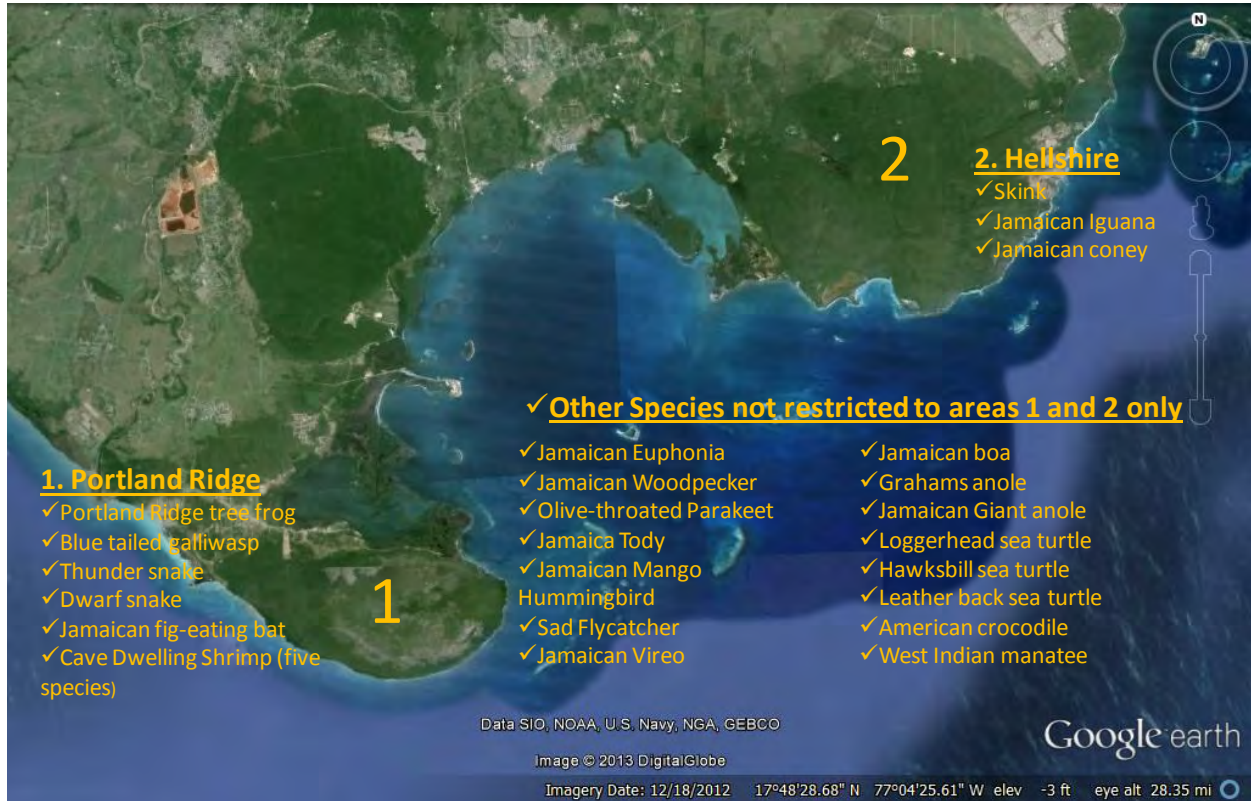 N
2
2. Hellshire
✓Skink
✓Jamaican Iguana
✓Jamaican coney
✓Other Species not restricted to areas 1 and 2 only
✓Jamaican Euphonia
✓Jamaican Woodpecker
✓Olive-throated Parakeet
✓Jamaica Tody
✓Jamaican Mango
Hummingbird
✓Sad Flycatcher
✓Jamaican Vireo
✓Jamaican boa
✓Grahams anole
✓Jamaican Giant anole
✓Loggerhead sea turtle
✓Hawksbill sea turtle
✓Leather back sea turtle
✓American crocodile
✓West Indian manatee
1. Portland Ridge
✓Portland Ridge tree frog
✓Blue tailed galliwasp
✓Thunder snake
✓Dwarf snake
✓Jamaican fig-eating bat
✓Cave Dwelling Shrimp (five
species)
1
Data SIO, NOAA, U.S. Navy, NGA, GEBCO
Image © 2013 DigitalGlobe
Google earth
Imagery Date: 12/18/2012 17°48'28.68" N 77°04'25.61" W elev -3 ft eye alt 28.35 mi